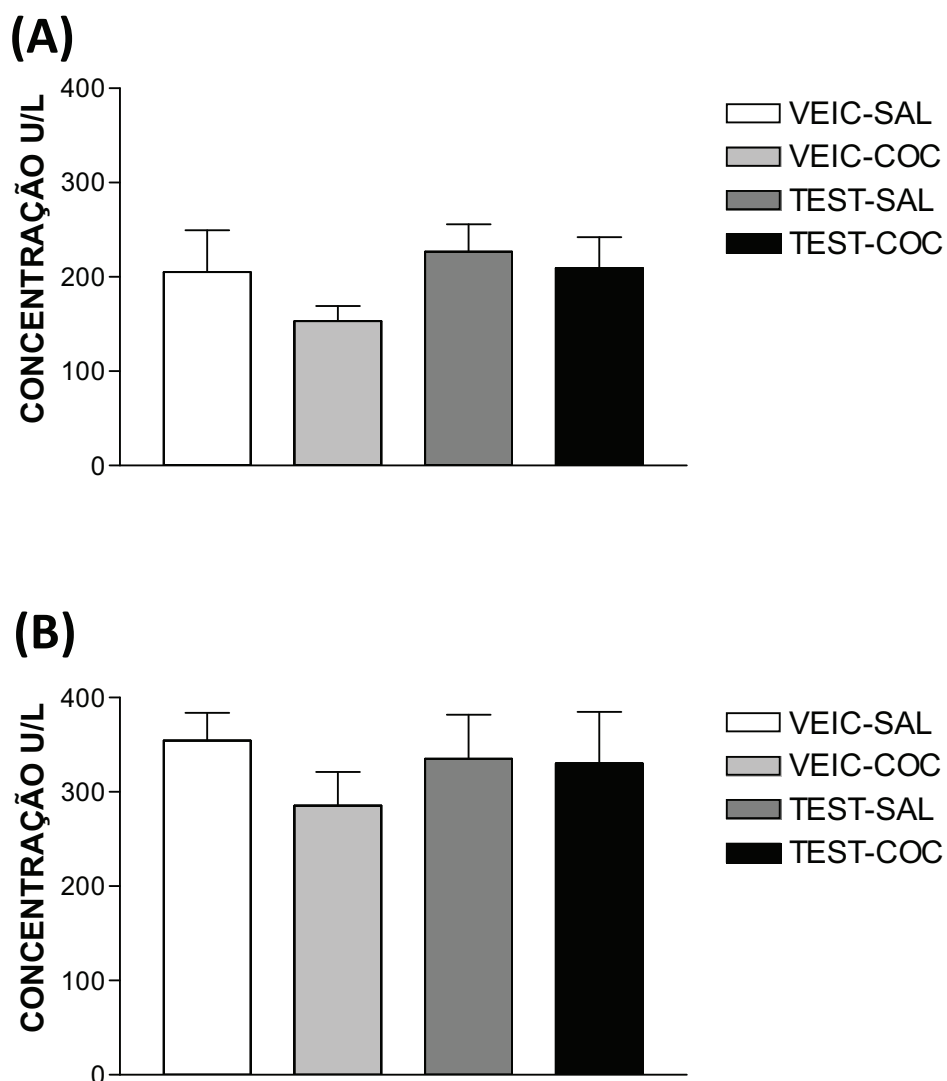 (A)
CONCENTRAÇÃO U/L
400
300
200
100
0
VEIC-SAL
VEIC-COC
TEST-SAL
TEST-COC
(B)
CONCENTRAÇÃO U/L
400
300
200
100
0
VEIC-SAL
VEIC-COC
TEST-SAL
TEST-COC